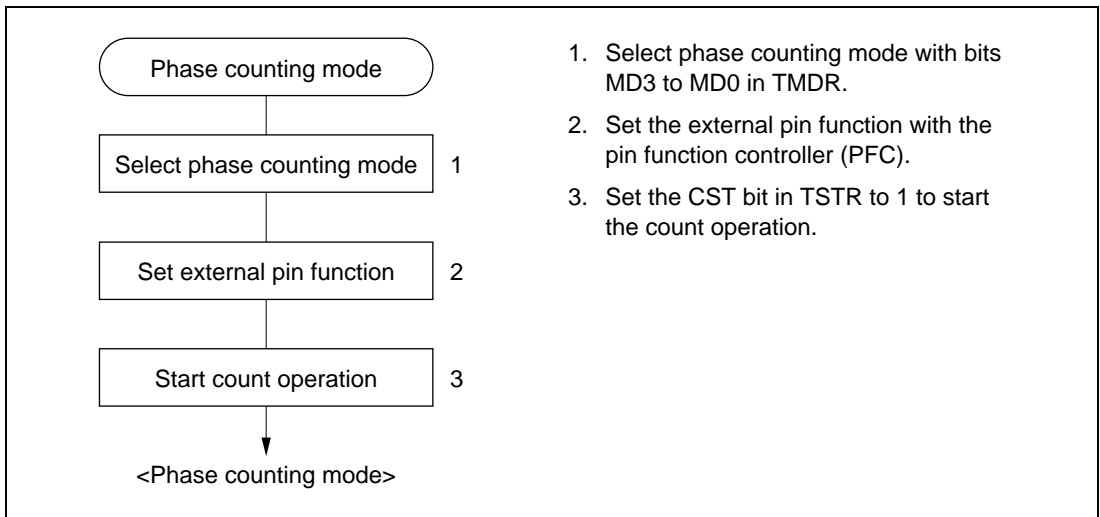 Phase counting mode
Select phase counting mode 1
Set external pin function 2
Start count operation 3
<Phase counting mode>
1. Select phase counting mode with bits
MD3 to MD0 in TMDR.
2. Set the external pin function with the
pin function controller (PFC).
3. Set the CST bit in TSTR to 1 to start
the count operation.